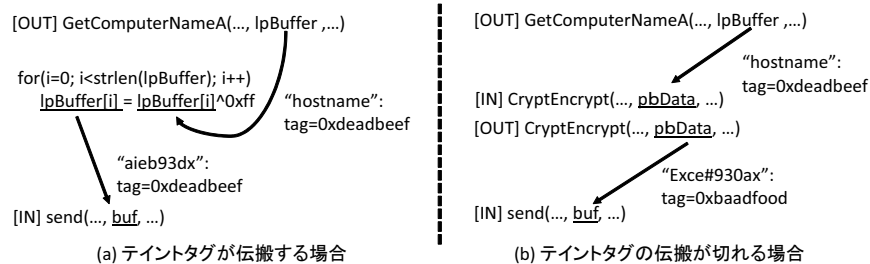 [OUT] GetComputerNameA(…, lpBuffer ,…)
for(i=0; i<strlen(lpBuffer); i++)
lpBuffer[i] = lpBuffer[i]^0xff
“hostname”:
tag=0xdeadbeef
“aieb93dx”:
tag=0xdeadbeef
[IN] send(…, buf, …)
(a) テイントタグが伝搬する場合
[OUT] GetComputerNameA(…, lpBuffer ,…)
“hostname”:
tag=0xdeadbeef
[IN] CryptEncrypt(…, pbData, …)
[OUT] CryptEncrypt(…, pbData, …)
“Exce#930ax”:
tag=0xbaadfood
[IN] send(…, buf, …)
(b) テイントタグの伝搬が切れる場合